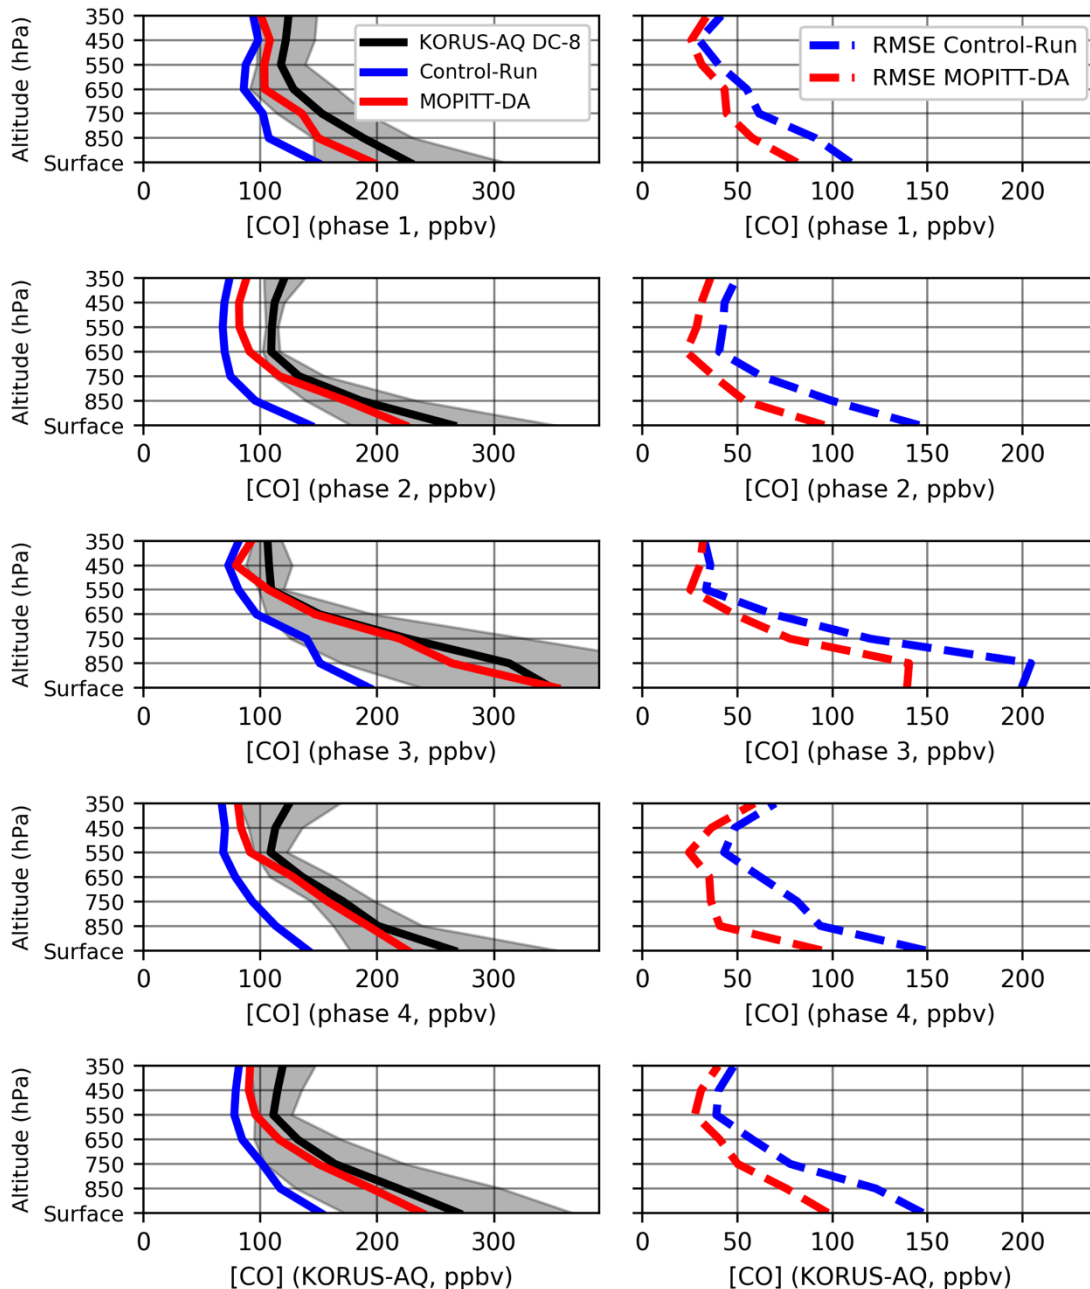 Altitude (hPa)
350
450
550
650
750
850
Surface
KORUS-AQ DC-8
Control-Run
MOPITT-DA
0 100 200 300
[CO] (phase 1, ppbv)
RMSE Control-Run
RMSE MOPITT-DA
0 50 100 150 200
[CO] (phase 1, ppbv)
Altitude (hPa)
350
450
550
650
750
850
Surface
0 100 200 300
[CO] (phase 2, ppbv)
0 50 100 150 200
[CO] (phase 2, ppbv)
Altitude (hPa)
350
450
550
650
750
850
Surface
0 100 200 300
[CO] (phase 3, ppbv)
0 50 100 150 200
[CO] (phase 3, ppbv)
Altitude (hPa)
350
450
550
650
750
850
Surface
0 100 200 300
[CO] (phase 4, ppbv)
0 50 100 150 200
[CO] (phase 4, ppbv)
Altitude (hPa)
350
450
550
650
750
850
Surface
0 100 200 300
[CO] (KORUS-AQ, ppbv)
0 50 100 150 200
[CO] (KORUS-AQ, ppbv)